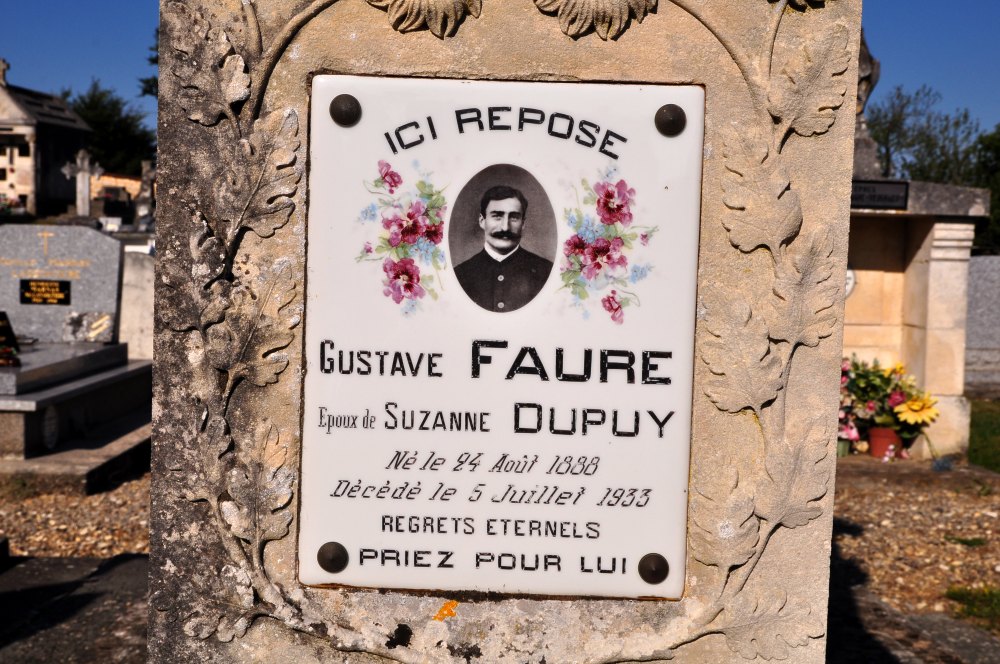 ICI REPOSE
GUSTAVE FAURE
Epoux de SUZANNE DUPUY
Né le 24 Août 1888
Décédé le 5 Juillet 1933
REGRETS ETERNELS
PRIEZ POUR LUI